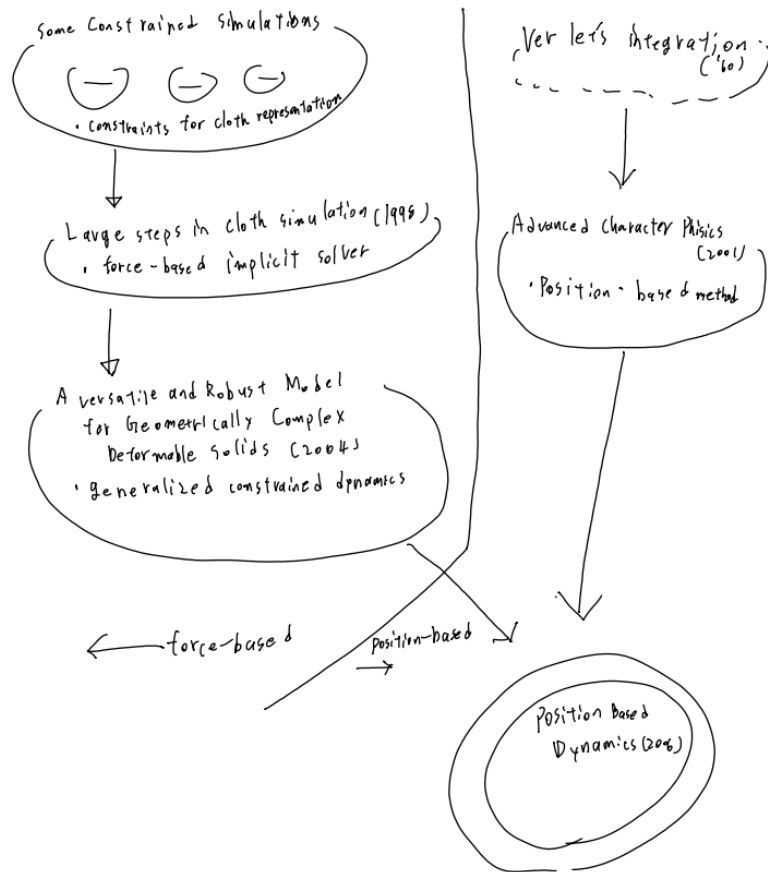 Some Constrained simulations
• constraints for cloth representation
Large steps in cloth simulation (1998)
• force-based implicit solver
A versatile and Robust Model
for Geometrically Complex
Deformable Solids (2004)
• generalized constrained dynamics
← force-based
position-based
→
Verlet's integration
('60)
Advanced Character Phisics
(2001)
• Position-based method
Position Based
Dynamics (2006)